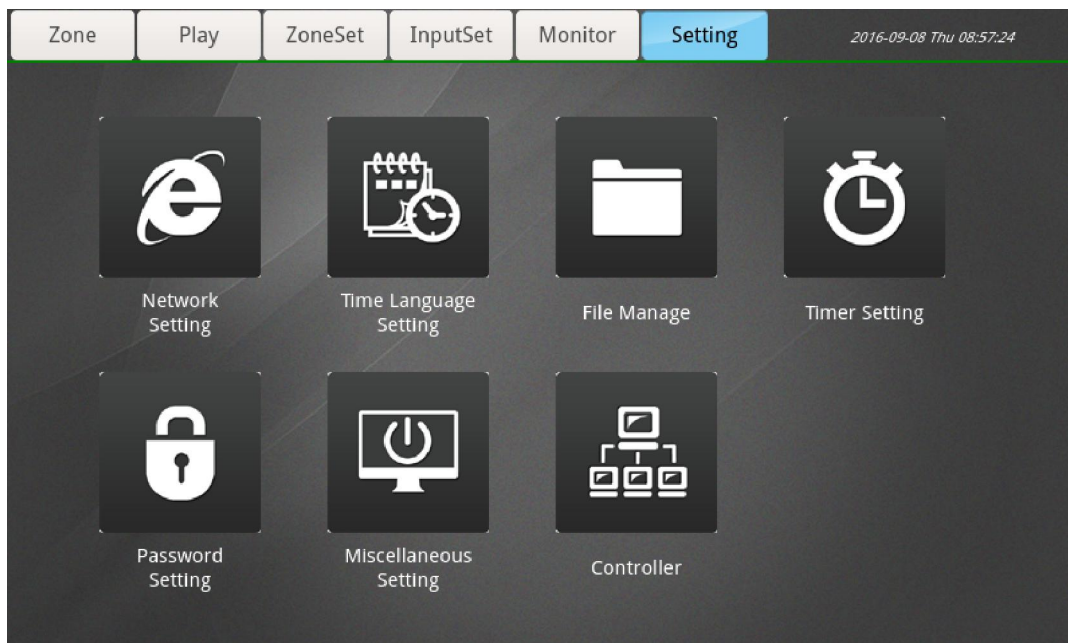 Zone Play ZoneSet InputSet Monitor Setting 2016-09-08 Thu 08:57:24
Network
Setting
Time Language
Setting
File Manage
Timer Setting
Password
Setting
Miscellaneous
Setting
Controller